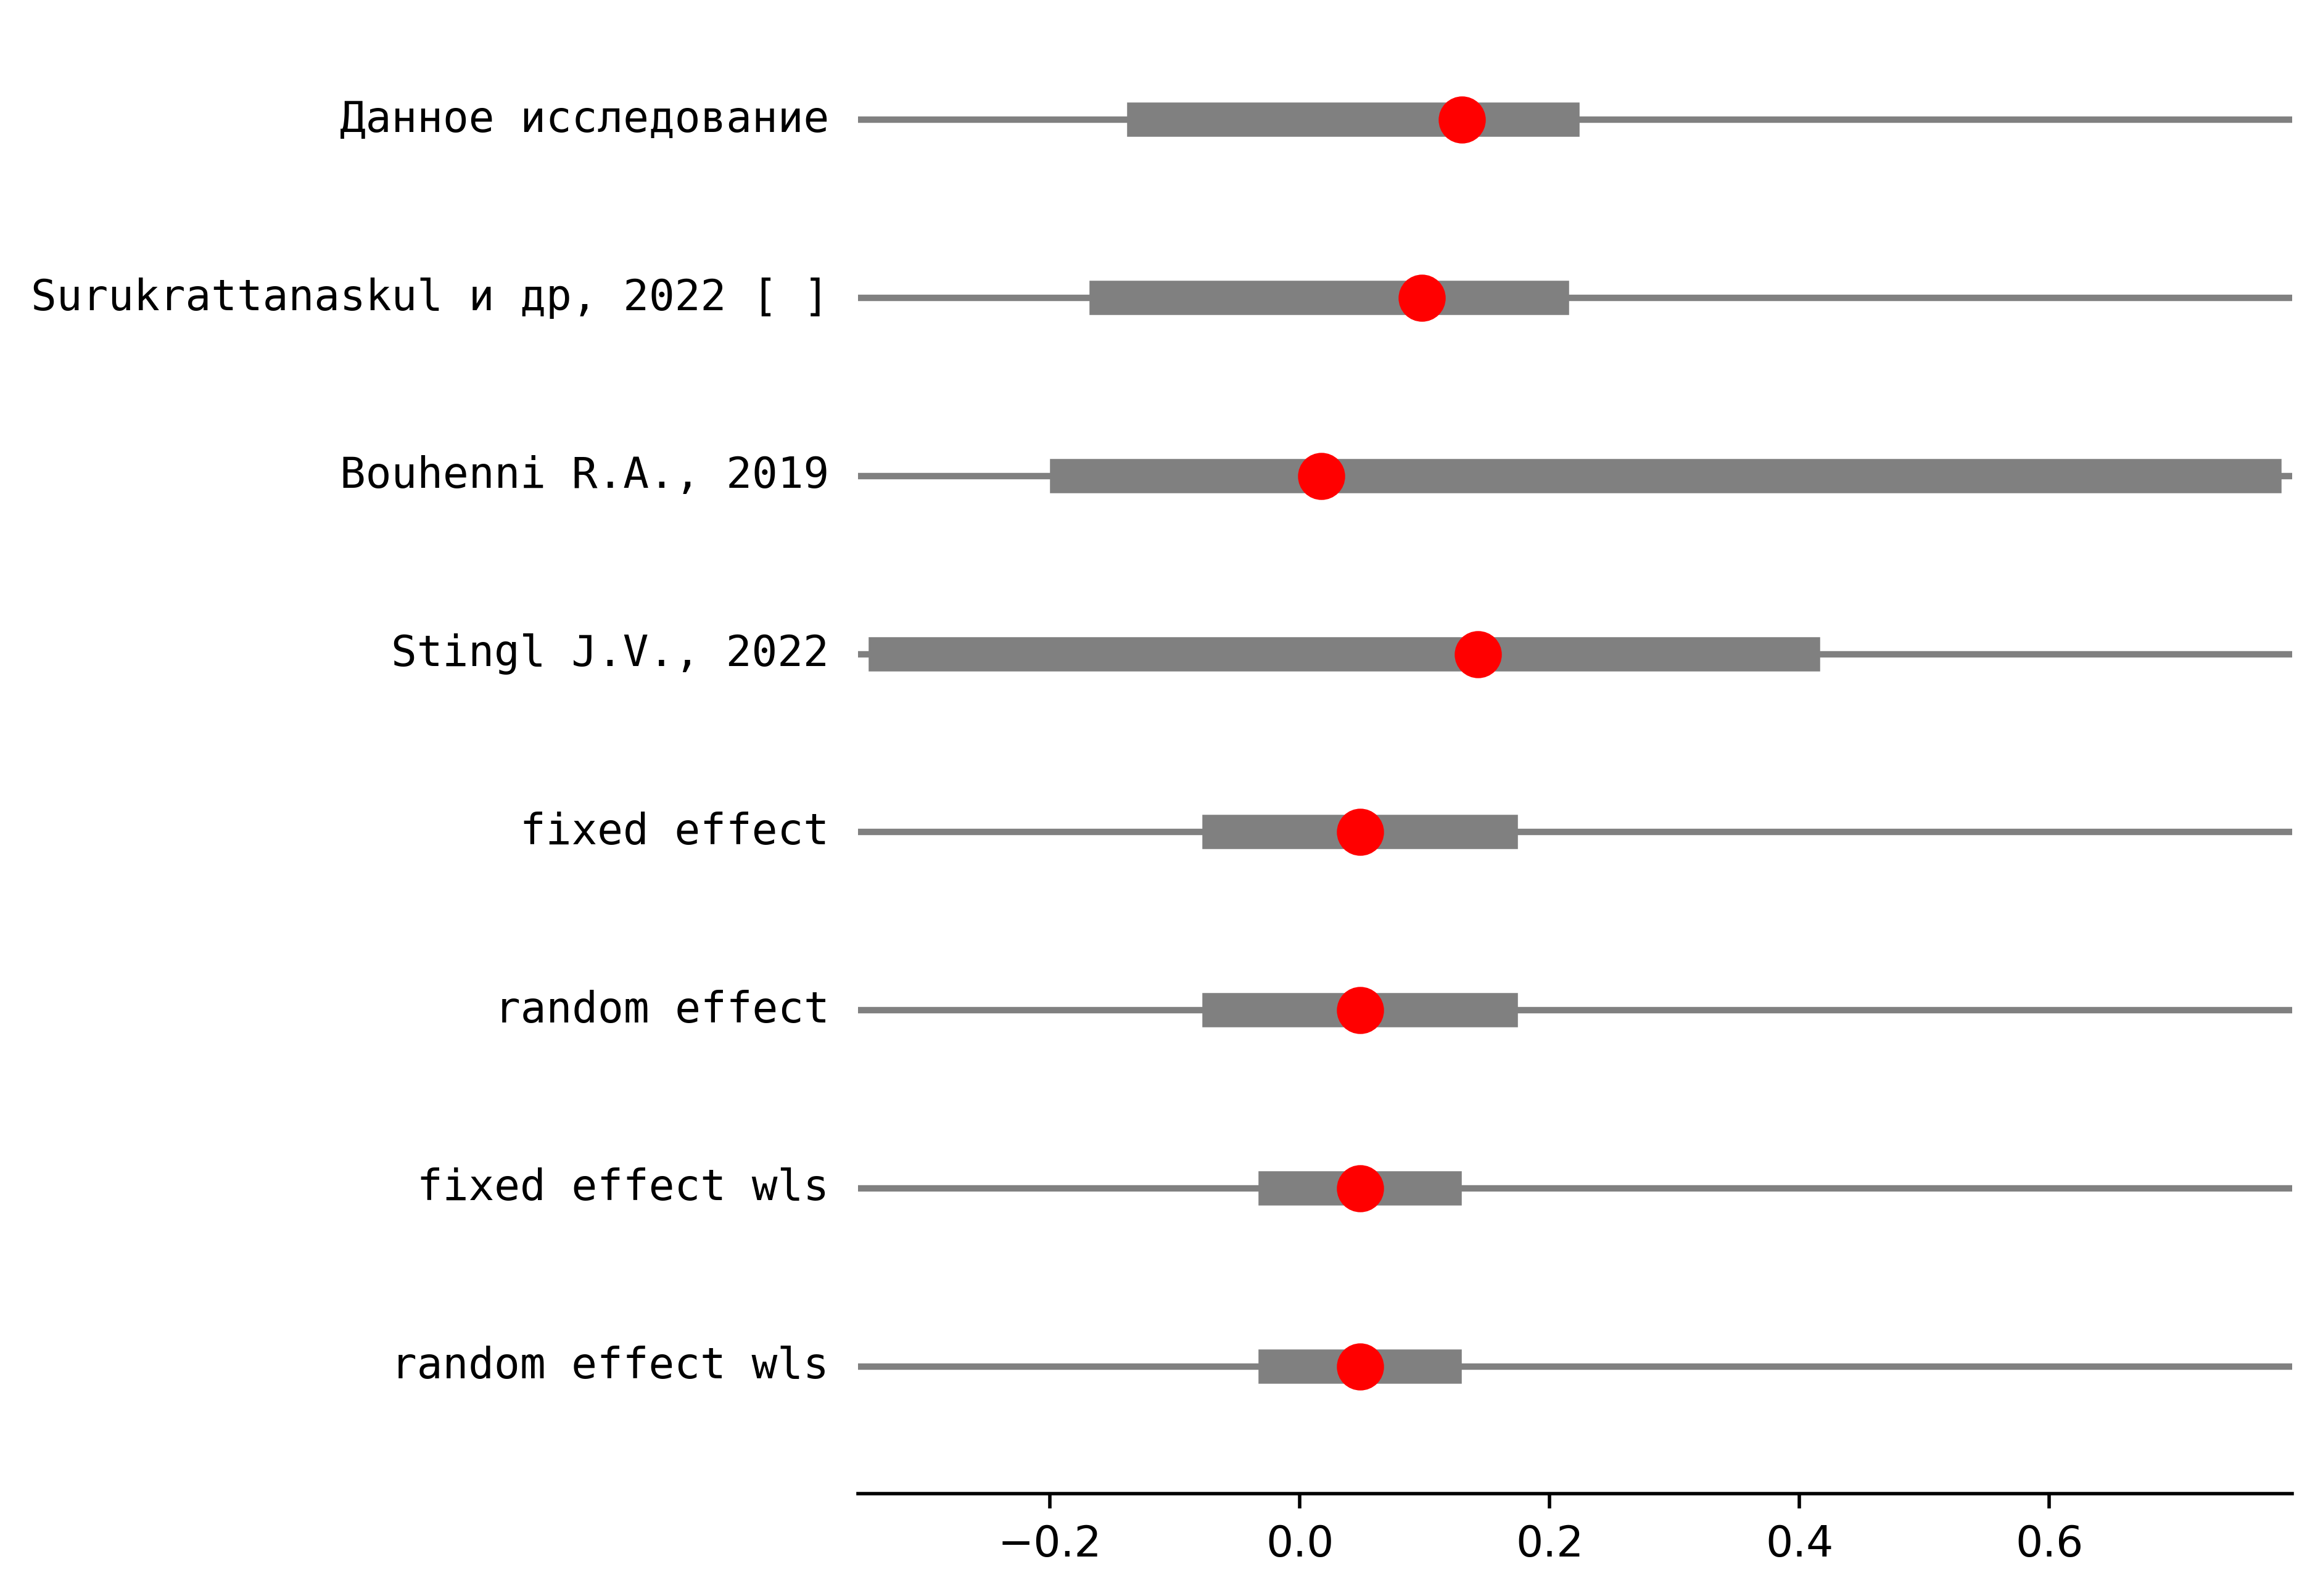 Данное исследование
Surukrattanaskul и др, 2022 [ ]
Bouhenni R.A., 2019
Stingl J.V., 2022
fixed effect
random effect
fixed effect wls
random effect wls
−0.2 0.0 0.2 0.4 0.6